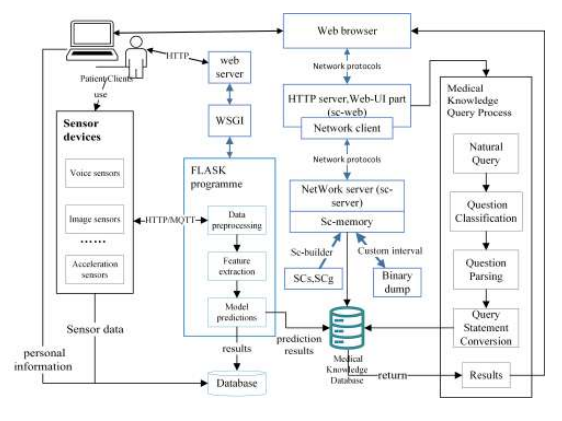 Web browser
HTTP
web
server
Network protocols
Patient/Clients
use
Medical
Knowledge
Query Process
HTTP server,Web-UI part
(sc-web)
Network client
WSGI
Sensor
devices
Natural
Query
Network protocols
FLASK
programme
Voice sensors
NetWork server (sc-
server)
Sc-memory
Question
Classification
Image sensors
HTTP/MQTT
Data
preprocessing
......
Sc-builder
Custom interval
Acceleration
sensors
Feature
extraction
SCs,SCg
Binary
dump
Question
Parsing
Model
predictions
Query
Statement
Conversion
Sensor data
prediction
results
results
personal
information
Medical
Knowledge
Database
return
Results
Database